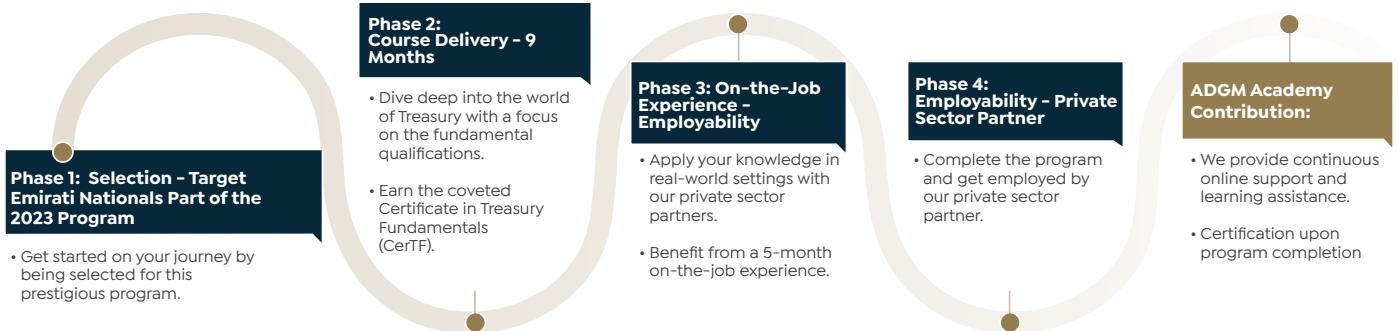 Phase 1: Selection - Target
Emirati Nationals Part of the
2023 Program
• Get started on your journey by
being selected for this
prestigious program.
Phase 2:
Course Delivery - 9
Months
• Dive deep into the world
of Treasury with a focus
on the fundamental
qualifications.
• Earn the coveted
Certificate in Treasury
Fundamentals
(CerTF).
Phase 3: On-the-Job
Experience -
Employability
• Apply your knowledge in
real-world settings with
our private sector
partners.
• Benefit from a 5-month
on-the-job experience.
Phase 4:
Employability - Private
Sector Partner
• Complete the program
and get employed by
our private sector
partner.
ADGM Academy
Contribution:
• We provide continuous
online support and
learning assistance.
• Certification upon
program completion